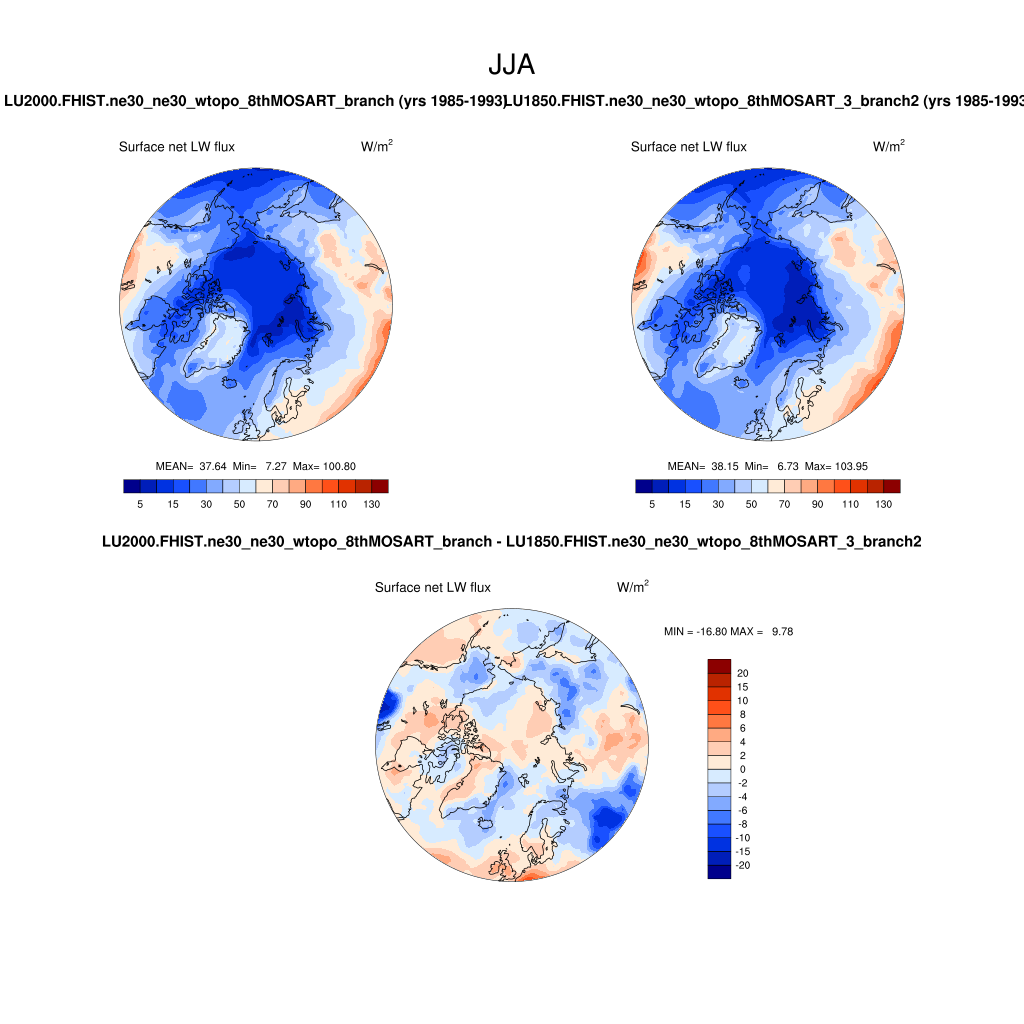 JJA
LU2000.FHIST.ne30_ne30_wtopo_8thMOSART_branch (yrs 1985-1993)
LU1850.FHIST.ne30_ne30_wtopo_8thMOSART_3_branch2 (yrs 1985-1993
Surface net LW flux W/m2
Surface net LW flux W/m2
MEAN= 37.64 Min= 7.27 Max= 100.80
MEAN= 38.15 Min= 6.73 Max= 103.95
5 15 30 50 70 90 110 130
5 15 30 50 70 90 110 130
LU2000.FHIST.ne30_ne30_wtopo_8thMOSART_branch - LU1850.FHIST.ne30_ne30_wtopo_8thMOSART_3_branch2
Surface net LW flux W/m2
MIN = -16.80 MAX = 9.78
20
15
10
8
6
4
2
0
-2
-4
-6
-8
-10
-15
-20